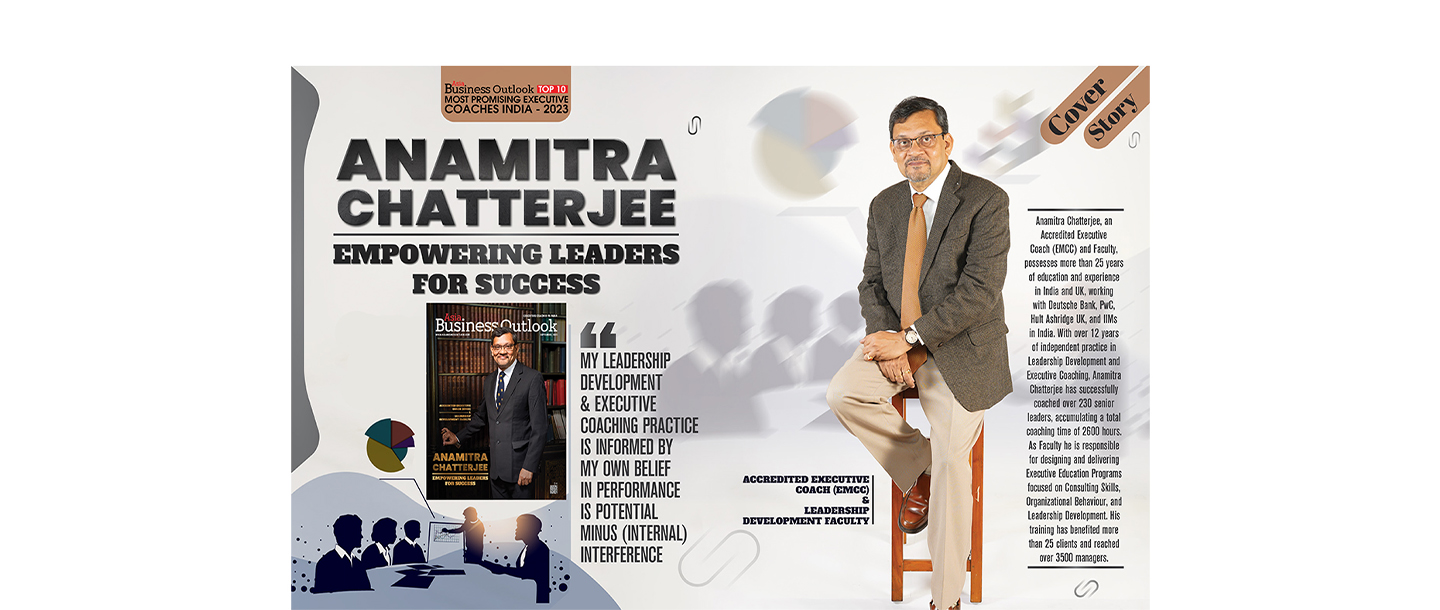 Asia
Business Outlook TOP 10
MOST PROMISING EXECUTIVE
COACHES INDIA - 2023
ANAMITRA
CHATTERJEE
EMPOWERING LEADERS
FOR SUCCESS
Asia
Business Outlook
ANAMITRA
CHATTERJEE
EMPOWERING LEADERS
FOR SUCCESS
MY LEADERSHIP
DEVELOPMENT
& EXECUTIVE
COACHING PRACTICE
IS INFORMED BY
MY OWN BELIEF
IN PERFORMANCE
IS POTENTIAL
MINUS (INTERNAL)
INTERFERENCE
ACCREDITED EXECUTIVE
COACH (EMCC)
&
LEADERSHIP
DEVELOPMENT FACULTY
Cover
Story
Anamitra Chatterjee, an
Accredited Executive
Coach (EMCC) and Faculty,
possesses more than 25 years
of education and experience
in India and UK, working
with Deutsche Bank, PwC,
Hult Ashridge UK, and IIMs
in India. With over 12 years
of independent practice in
Leadership Development and
Executive Coaching, Anamitra
Chatterjee has successfully
coached over 230 senior
leaders, accumulating a total
coaching time of 2600 hours.
As Faculty he is responsible
for designing and delivering
Executive Education Programs
focused on Consulting Skills,
Organizational Behaviour, and
Leadership Development. His
training has benefited more
than 25 clients and reached
over 3500 managers.